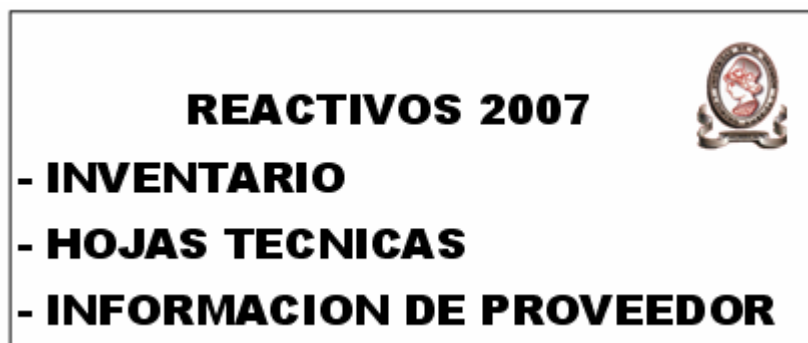 REACTIVOS 2007
- INVENTARIO
- HOJAS TECNICAS
- INFORMACION DE PROVEEDOR